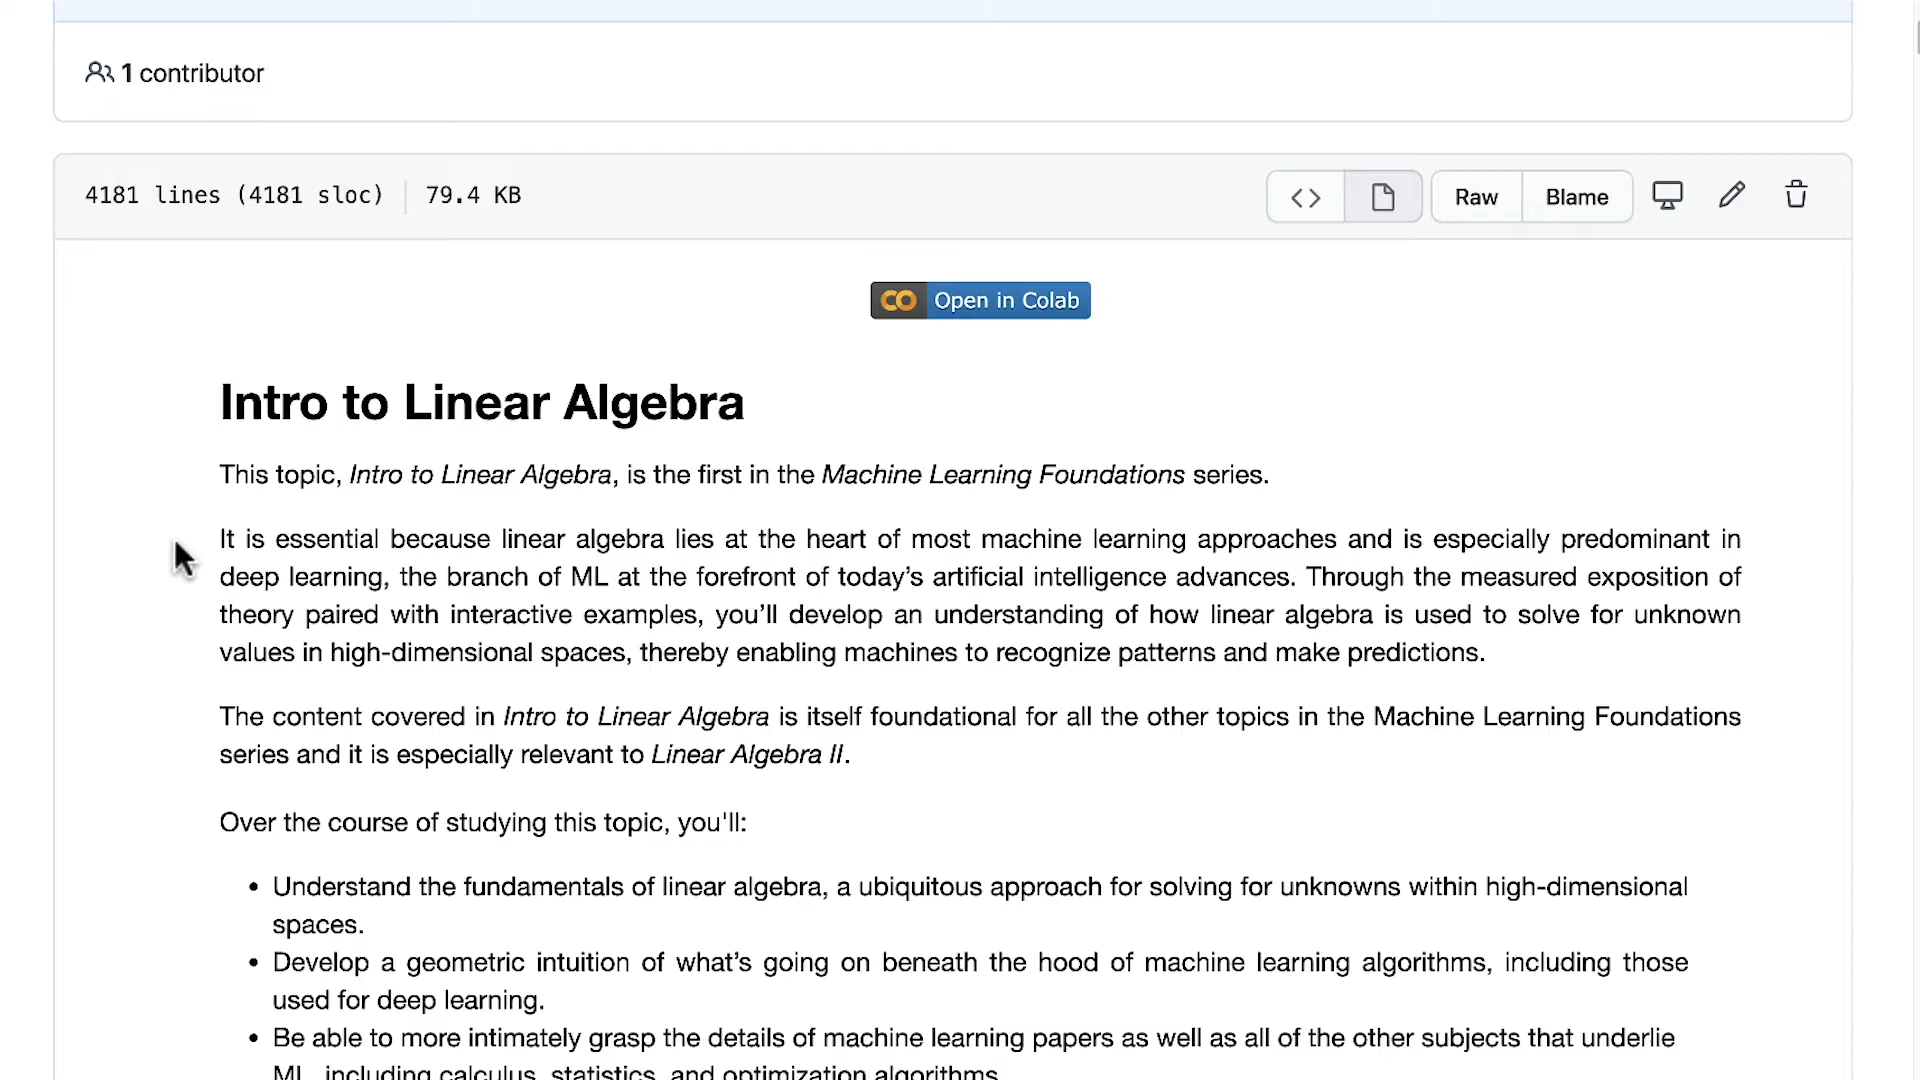 1 contributor
4181 lines (4181 sloc) 79.4 KB
Raw Blame
Open in Colab
Intro to Linear Algebra
This topic, Intro to Linear Algebra, is the first in the Machine Learning Foundations series.
It is essential because linear algebra lies at the heart of most machine learning approaches and is especially predominant in
deep learning, the branch of ML at the forefront of today’s artificial intelligence advances. Through the measured exposition of
theory paired with interactive examples, you’ll develop an understanding of how linear algebra is used to solve for unknown
values in high-dimensional spaces, thereby enabling machines to recognize patterns and make predictions.
The content covered in Intro to Linear Algebra is itself foundational for all the other topics in the Machine Learning Foundations
series and it is especially relevant to Linear Algebra II.
Over the course of studying this topic, you'll:
• Understand the fundamentals of linear algebra, a ubiquitous approach for solving for unknowns within high-dimensional
spaces.
• Develop a geometric intuition of what’s going on beneath the hood of machine learning algorithms, including those
used for deep learning.
• Be able to more intimately grasp the details of machine learning papers as well as all of the other subjects that underlie
ML, including calculus, statistics, and optimization algorithms.